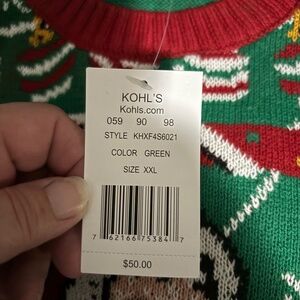 KOHL'S
Kohls.com
059 90 98
STYLE KHXF4S6021
COLOR GREEN
SIZE XXL
7 62166 75384 7
$50.00